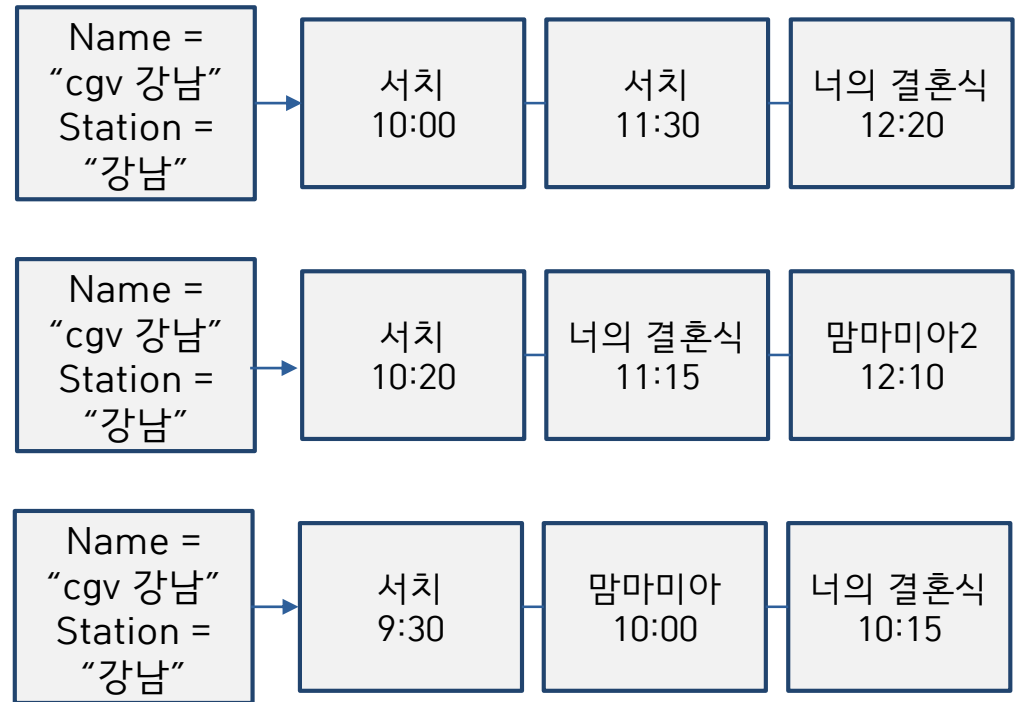 Name =
“cgv 강남”
Station =
“강남”
서치
10:00
서치
11:30
너의 결혼식
12:20
Name =
“cgv 강남”
Station =
“강남”
서치
10:20
너의 결혼식
11:15
맘마미아2
12:10
Name =
“cgv 강남”
Station =
“강남”
서치
9:30
맘마미아
10:00
너의 결혼식
10:15